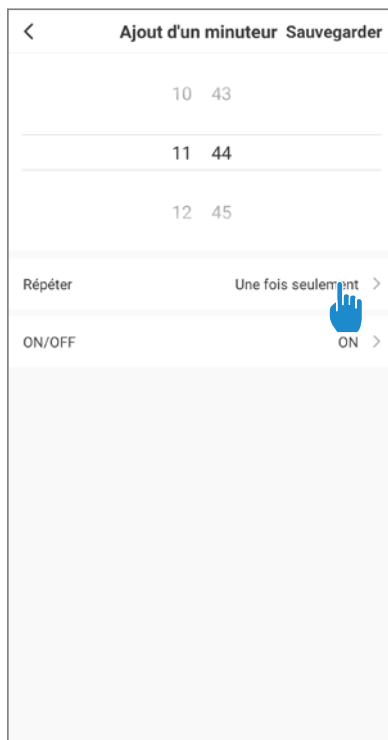 Ajout d'un minuteur Sauvegarder
10 43
11 44
12 45
Répéter Une fois seulement
ON/OFF ON